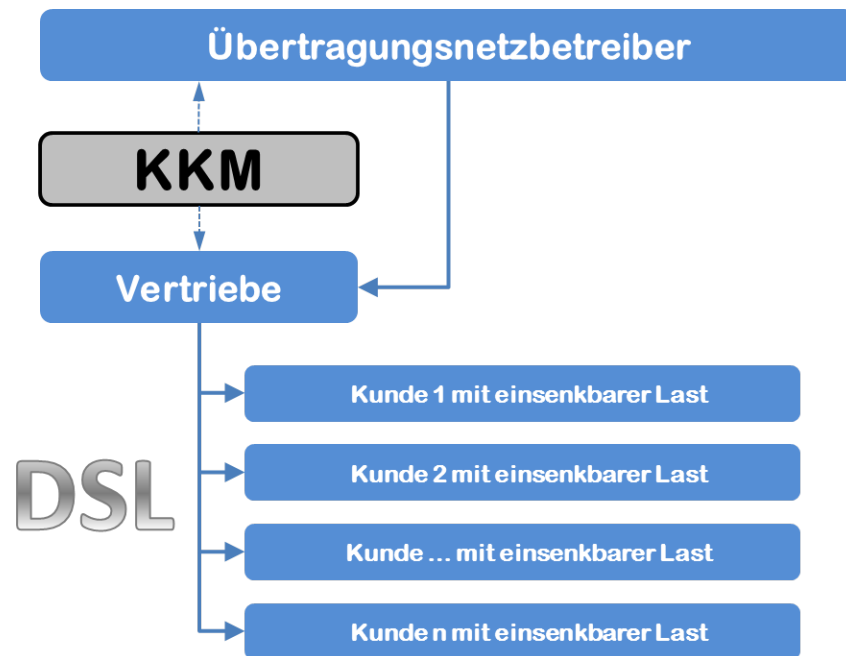 Übertragungsnetzbetreiber
KKM
Vertriebe
Kunde 1 mit einsenkbarer Last
DSL
Kunde 2 mit einsenkbarer Last
Kunde ... mit einsenkbarer Last
Kunde n mit einsenkbarer Last